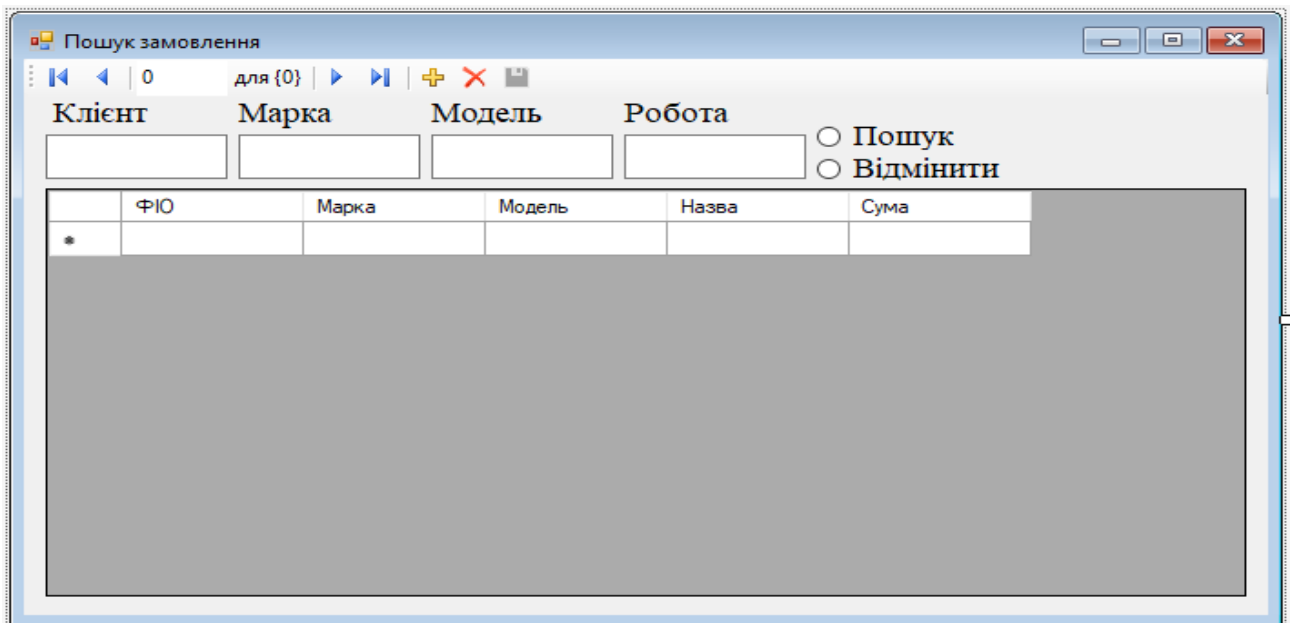 Пошук замовлення
0 для {0}
Клієнт Марка Модель Робота
Пошук
Відмінити
ФІО Марка Модель Назва Сума